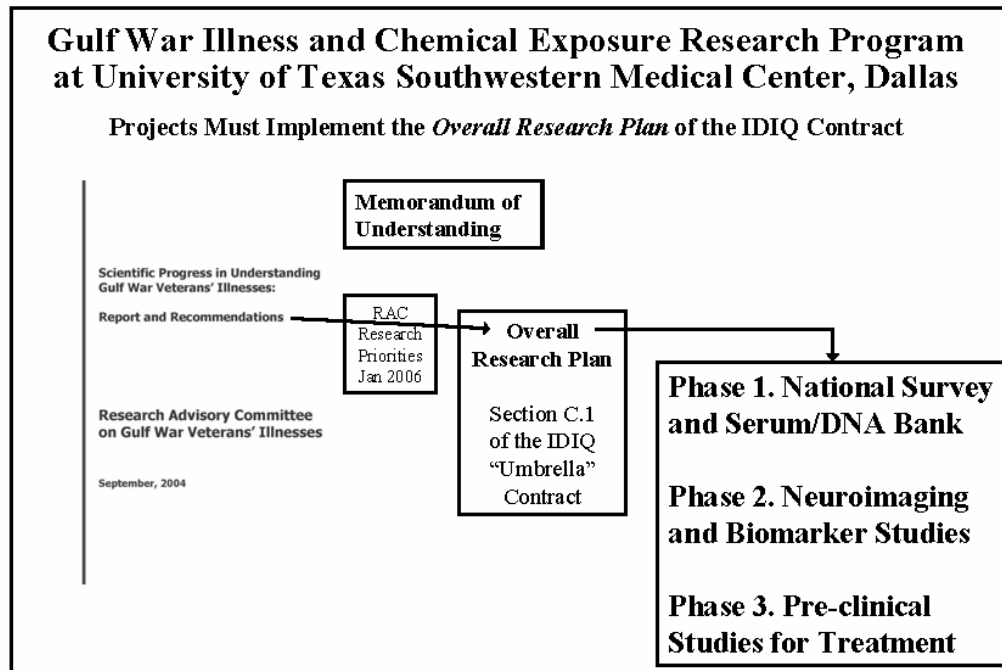 Gulf War Illness and Chemical Exposure Research Program
at University of Texas Southwestern Medical Center, Dallas
Projects Must Implement the Overall Research Plan of the IDIQ Contract
Memorandum of
Understanding
Scientific Progress in Understanding
Gulf War Veterans' Illnesses:
Report and Recommendations
Research Advisory Committee
on Gulf War Veterans' Illnesses
September, 2004
RAC
Research
Priorities
Jan 2006
Overall
Research Plan
Section C.1
of the IDIQ
“Umbrella”
Contract
Phase 1. National Survey
and Serum/DNA Bank
Phase 2. Neuroimaging
and Biomarker Studies
Phase 3. Pre-clinical
Studies for Treatment